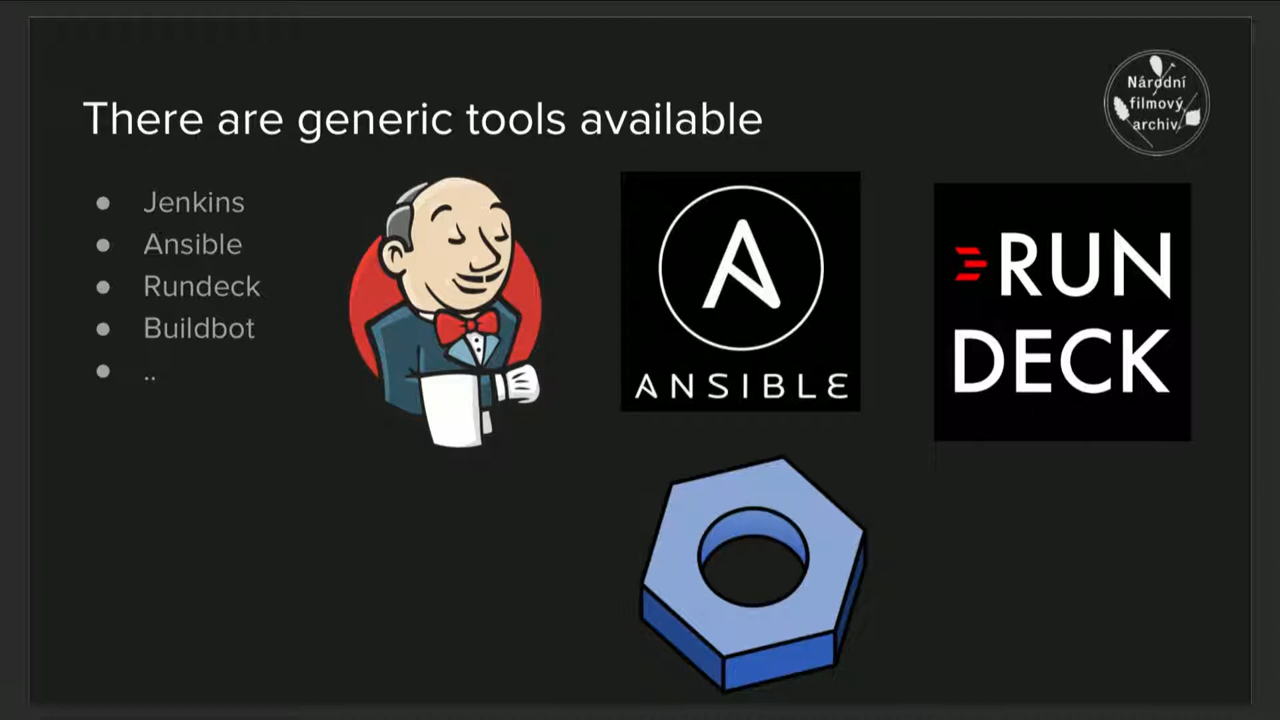 There are generic tools available
Národní
filmový
archiv
Jenkins
Ansible
Rundeck
Buildbot
..
ANSIBLE
RUN
DECK